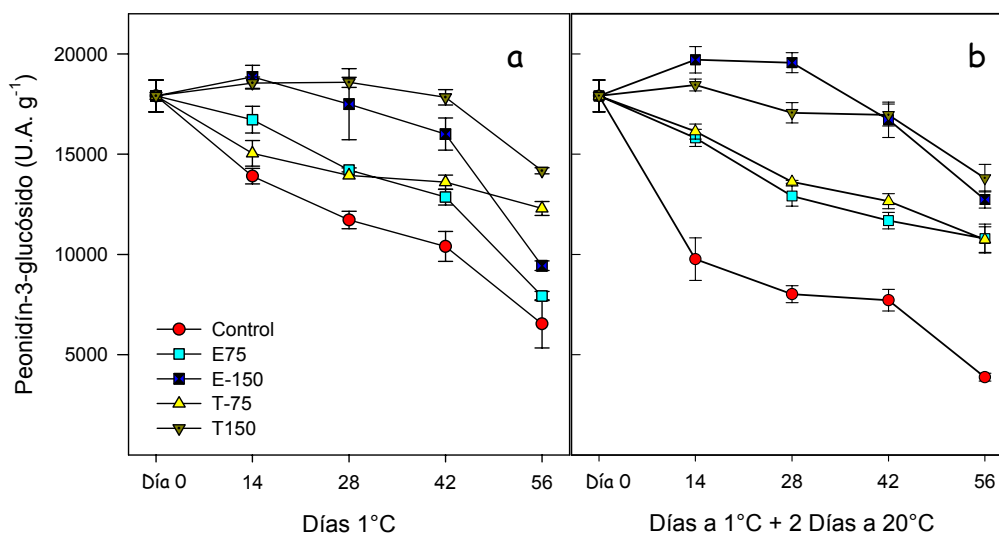 Peonidín-3-glucósido (U.A. g-1)
20000
15000
10000
5000
a
Control
E75
E-150
T-75
T150
Día 0 14 28 42 56
Días 1°C
b
Día 0 14 28 42 56
Días a 1°C + 2 Días a 20°C